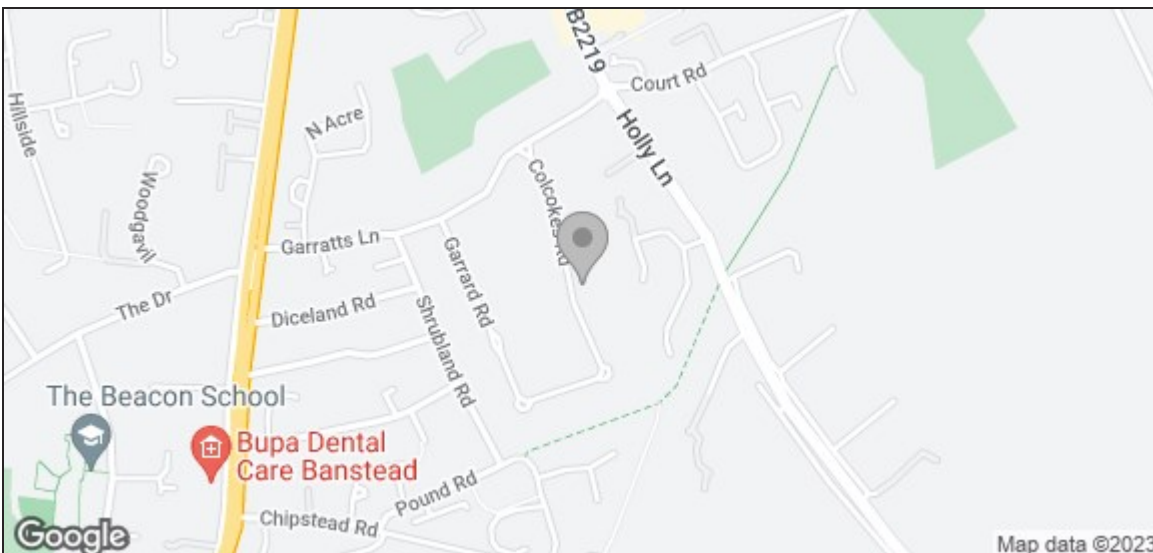 B2219
Court Rd
Hillside
N Acre
Holly Ln
Woodgavil
Colcokes Rd
Garratts Ln
Garrard Rd
The Dr
Diceland Rd
Shrubland Rd
The Beacon School
Bupa Dental
Care Banstead
Pound Rd
Chipstead Rd
Google
Map data ©2023